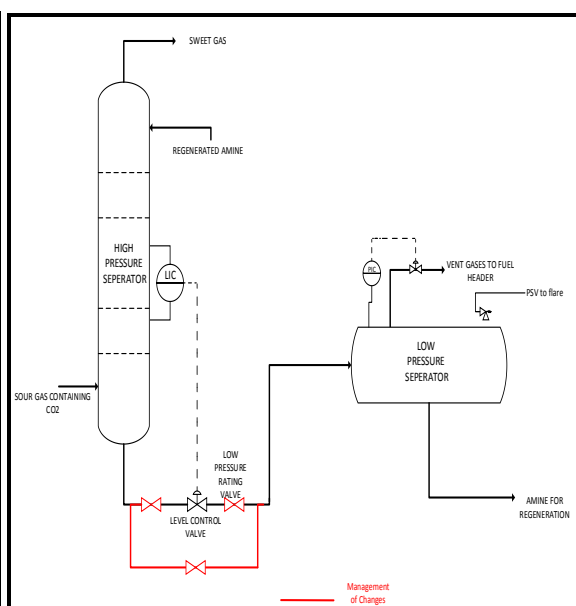 SWEET GAS
REGENERATED AMINE
HIGH
PRESSURE
SEPERATOR
LIC
PIC
VENT GASES TO FUEL
HEADER
PSV to flare
LOW
PRESSURE
SEPERATOR
SOUR GAS CONTAINING
CO2
LOW
PRESSURE
RATING
VALVE
LEVEL CONTROL
VALVE
AMINE FOR
REGENERATION
Management
of Changes